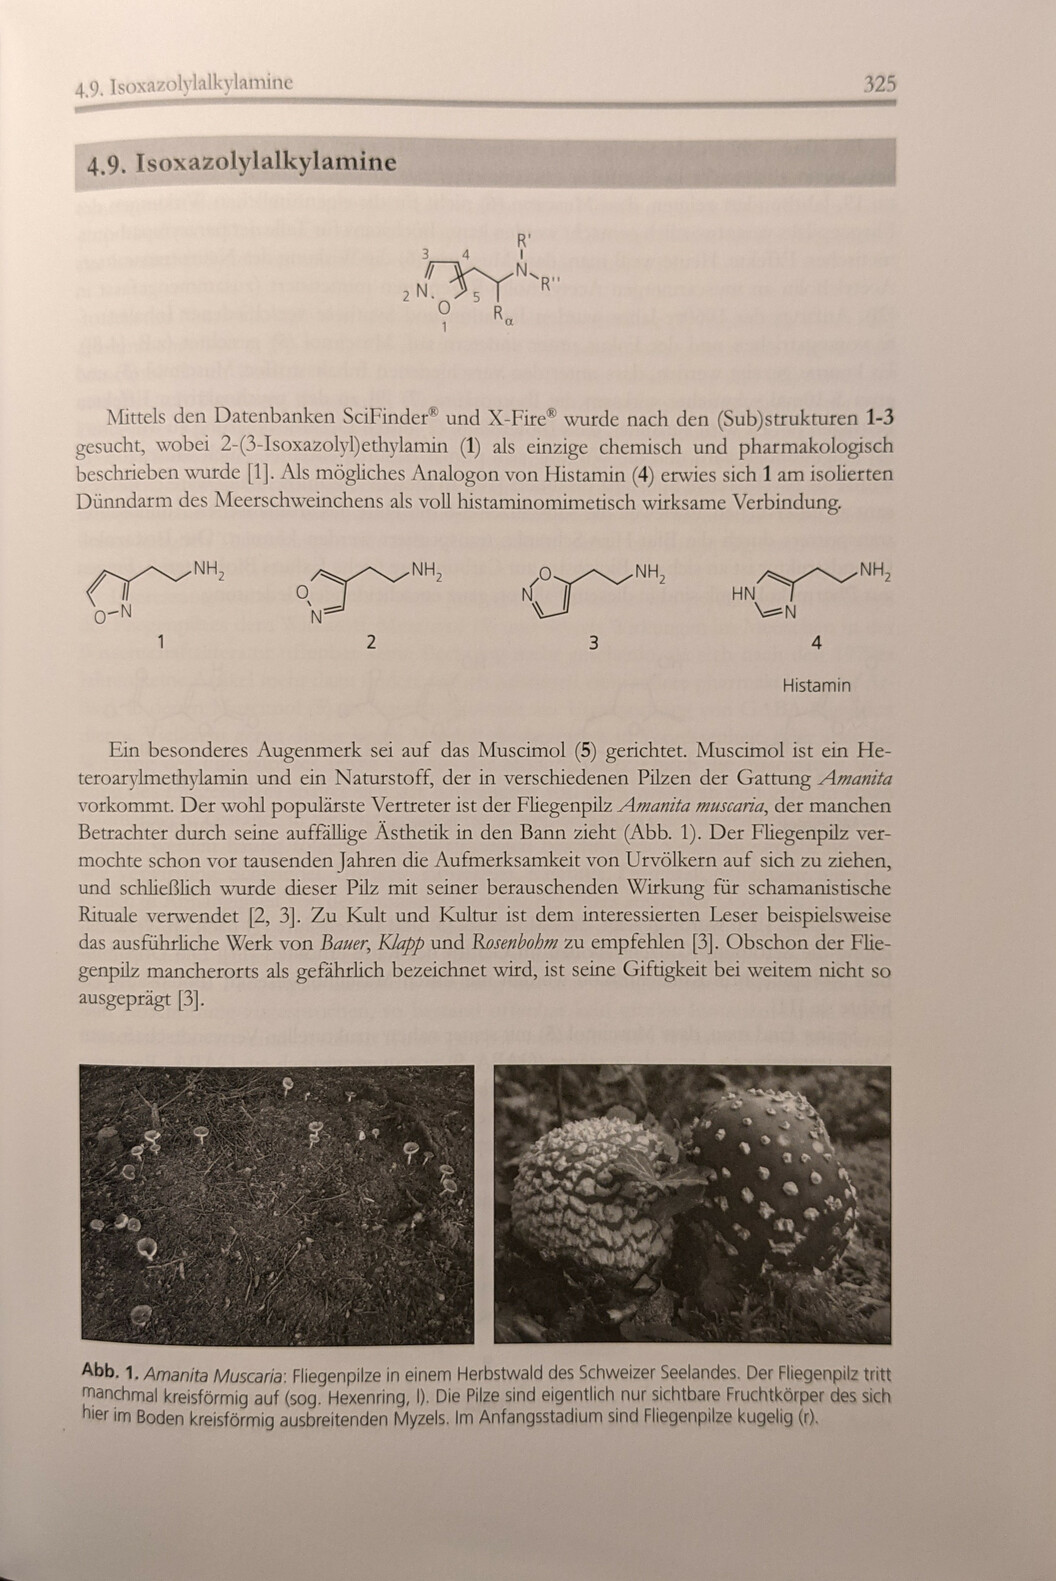 4.9. Isoxazolylalkylamine 325
4.9. Isoxazolylalkylamine
R'
3 4
N
R''
2 N
5
O
R
α
1
Mittels den Datenbanken SciFinder® und X-Fire® wurde nach den (Sub)strukturen 1-3
gesucht, wobei 2-(3-Isoxazolyl)ethylamin (1) als einzige chemisch und pharmakologisch
beschrieben wurde [1]. Als mögliches Analogon von Histamin (4) erwies sich 1 am isolierten
Dünndarm des Meerschweinchens als voll histaminomimetisch wirksame Verbindung.
NH2 NH2 NH2 NH2
O N O N HN
O-N N N
1 2 3 4
Histamin
Ein besonderes Augenmerk sei auf das Muscimol (5) gerichtet. Muscimol ist ein He-
teroarylmethylamin und ein Naturstoff, der in verschiedenen Pilzen der Gattung Amanita
vorkommt. Der wohl populärste Vertreter ist der Fliegenpilz Amanita muscaria, der manchen
Betrachter durch seine auffällige Ästhetik in den Bann zieht (Abb. 1). Der Fliegenpilz ver-
mochte schon vor tausenden Jahren die Aufmerksamkeit von Urvölkern auf sich zu ziehen,
und schließlich wurde dieser Pilz mit seiner berauschenden Wirkung für schamanistische
Rituale verwendet [2, 3]. Zu Kult und Kultur ist dem interessierten Leser beispielsweise
das ausführliche Werk von Bauer, Klapp und Rosenbohm zu empfehlen [3]. Obschon der Flie-
genpilz mancherorts als gefährlich bezeichnet wird, ist seine Giftigkeit bei weitem nicht so
ausgeprägt [3].
Abb. 1. Amanita Muscaria: Fliegenpilze in einem Herbstwald des Schweizer Seelandes. Der Fliegenpilz tritt
manchmal kreisförmig auf (sog. Hexenring, l). Die Pilze sind eigentlich nur sichtbare Fruchtkörper des sich
hier im Boden kreisförmig ausbreitenden Myzels. Im Anfangsstadium sind Fliegenpilze kugelig (r).